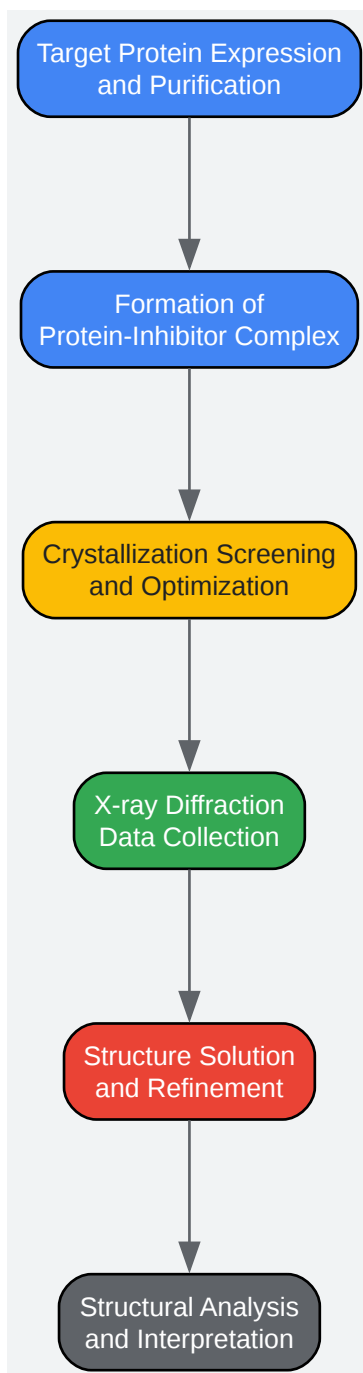 Target Protein Expression
and Purification
Formation of
Protein-Inhibitor Complex
Crystallization Screening
and Optimization
X-ray Diffraction
Data Collection
Structure Solution
and Refinement
Structural Analysis
and Interpretation